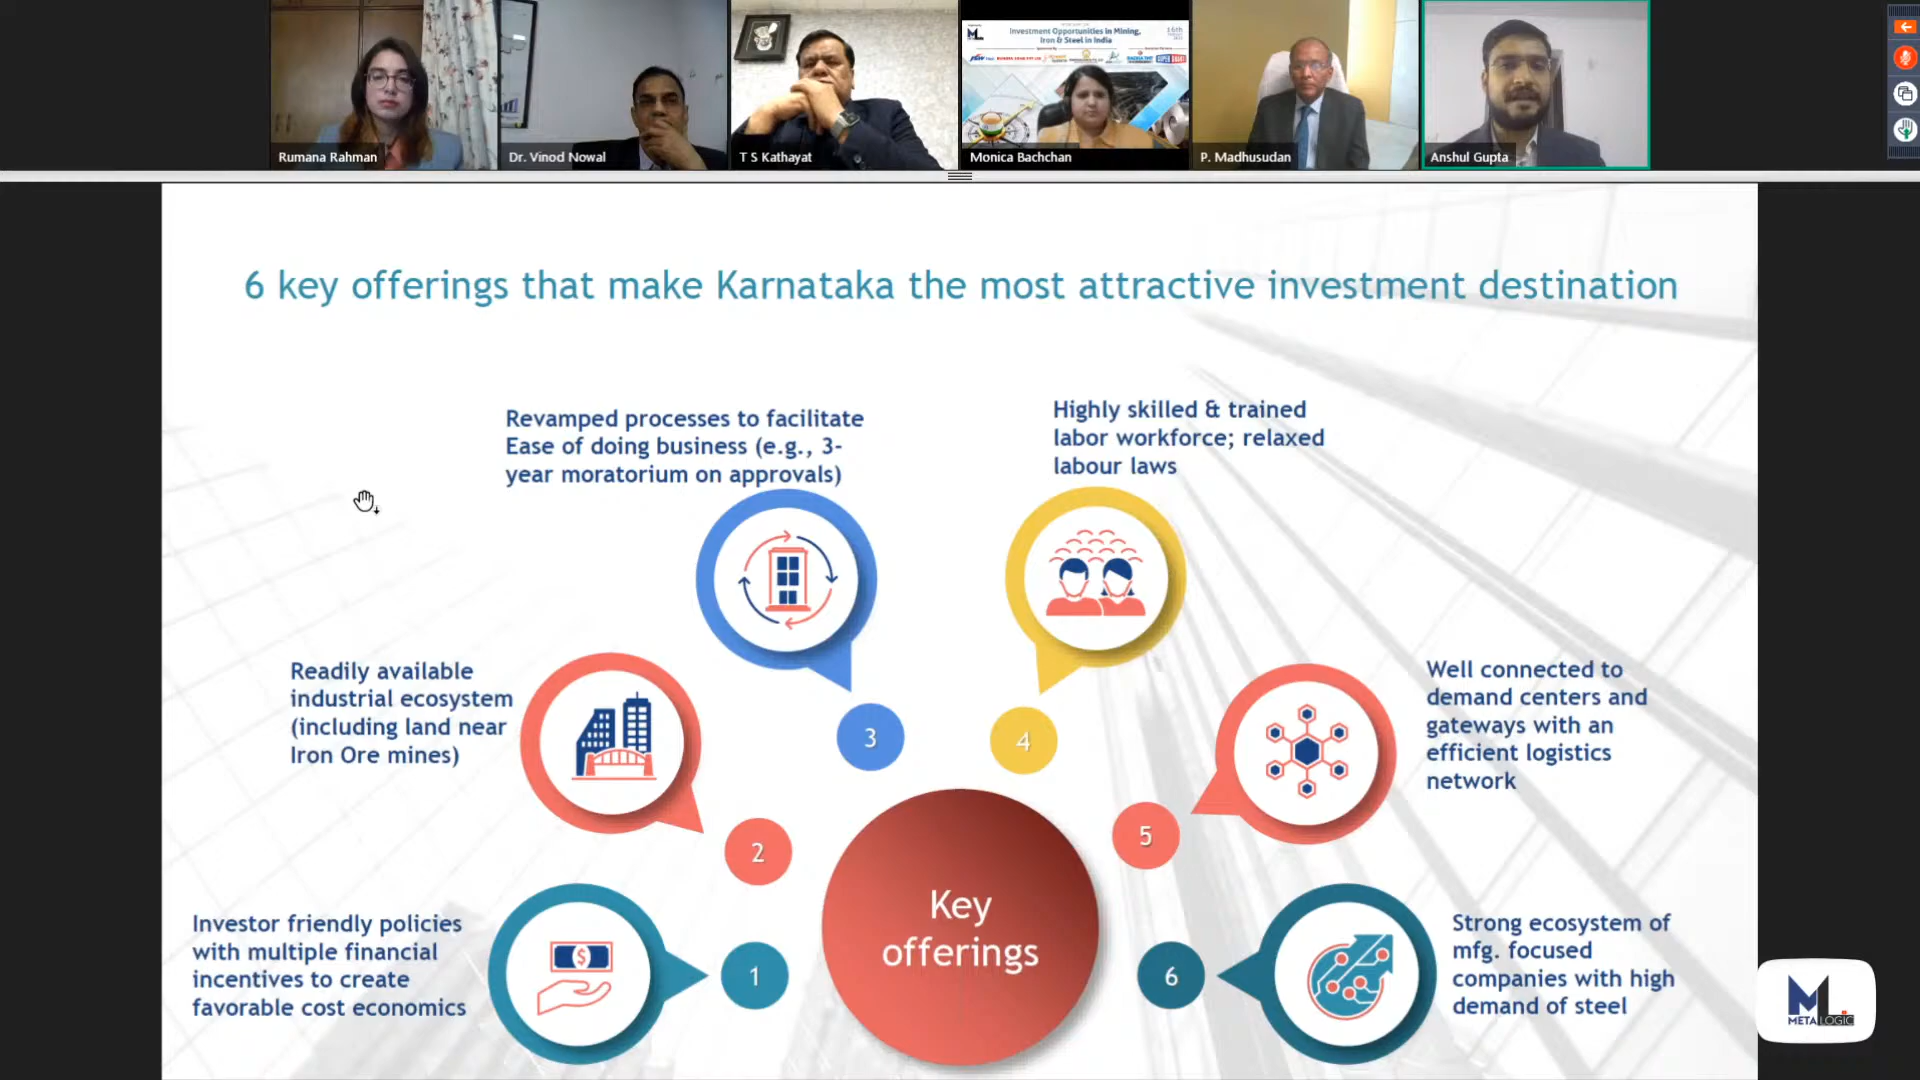 Investment Opportunities in Mining,
Iron & Steel in India
Rumana Rahman
Dr. Vinod Nowal
T S Kathayat
Monica Bachchan
P. Madhusudan
Anshul Gupta
6 key offerings that make Karnataka the most attractive investment destination
Revamped processes to facilitate
Ease of doing business (e.g., 3-
year moratorium on approvals)
Highly skilled & trained
labor workforce; relaxed
labour laws
Readily available
industrial ecosystem
(including land near
Iron Ore mines)
Well connected to
demand centers and
gateways with an
efficient logistics
network
3
4
2
5
Key
offerings
Investor friendly policies
with multiple financial
incentives to create
favorable cost economics
$
1
6
Strong ecosystem of
mfg. focused
companies with high
demand of steel
ML
METALOGIC